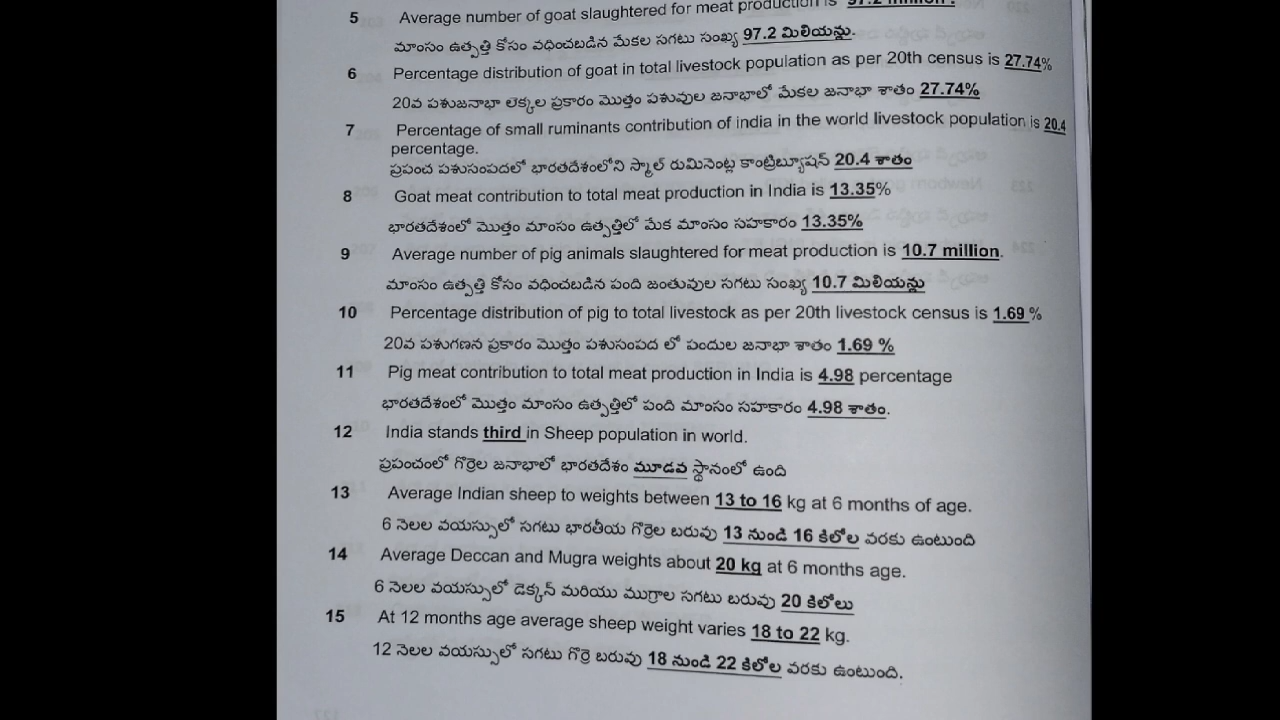 5 Average number of goat slaughtered for meat production is 97.2 million.
మాంసం ఉత్పత్తి కోసం వధించబడిన మేకల సగటు సంఖ్య 97.2 మిలియన్లు.
6 Percentage distribution of goat in total livestock population as per 20th census is 27.74%
20వ పశుజనాభా లెక్కల ప్రకారం మొత్తం పశువుల జనాభాలో మేకల జనాభా శాతం 27.74%
7 Percentage of small ruminants contribution of india in the world livestock population is 20.4
percentage.
ప్రపంచ పశుసంపదలో భారతదేశంలోని స్మాల్ రుమినెంట్ల కాంట్రిబ్యూషన్ 20.4 శాతం
8 Goat meat contribution to total meat production in India is 13.35%
భారతదేశంలో మొత్తం మాంసం ఉత్పత్తిలో మేక మాంసం సహకారం 13.35%
9 Average number of pig animals slaughtered for meat production is 10.7 million.
మాంసం ఉత్పత్తి కోసం వధించబడిన పంది జంతువుల సగటు సంఖ్య 10.7 మిలియన్లు
10 Percentage distribution of pig to total livestock as per 20th livestock census is 1.69 %
20వ పశుగణన ప్రకారం మొత్తం పశుసంపద లో పందుల జనాభా శాతం 1.69 %
11 Pig meat contribution to total meat production in India is 4.98 percentage
భారతదేశంలో మొత్తం మాంసం ఉత్పత్తిలో పంది మాంసం సహకారం 4.98 శాతం.
12 India stands third in Sheep population in world.
ప్రపంచంలో గొర్రెల జనాభాలో భారతదేశం మూడవ స్థానంలో ఉంది
13 Average Indian sheep to weights between 13 to 16 kg at 6 months of age.
6 నెలల వయస్సులో సగటు భారతీయ గొర్రెల బరువు 13 నుండి 16 కిలోల వరకు ఉంటుంది
14 Average Deccan and Mugra weights about 20 kg at 6 months age.
6 నెలల వయస్సులో డెక్కన్ మరియు ముగ్రాల సగటు బరువు 20 కిలోలు
15 At 12 months age average sheep weight varies 18 to 22 kg.
12 నెలల వయస్సులో సగటు గొర్రె బరువు 18 నుండి 22 కిలోల వరకు ఉంటుంది.